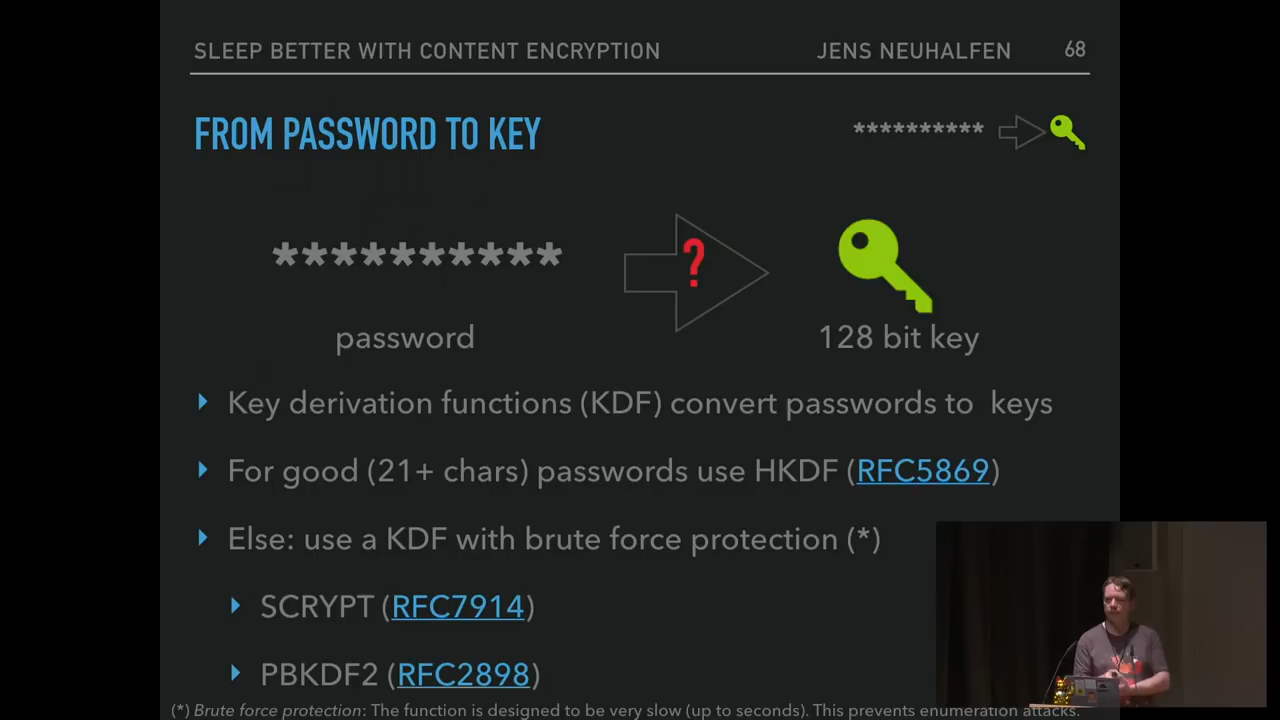 SLEEP BETTER WITH CONTENT ENCRYPTION JENS NEUHALFEN 68
FROM PASSWORD TO KEY **********
**********
?
password 128 bit key
Key derivation functions (KDF) convert passwords to keys
For good (21+ chars) passwords use HKDF (RFC5869)
Else: use a KDF with brute force protection (*)
SCRYPT (RFC7914)
PBKDF2 (RFC2898)
(*) Brute force protection: The function is designed to be very slow (up to seconds). This prevents enumeration attacks.